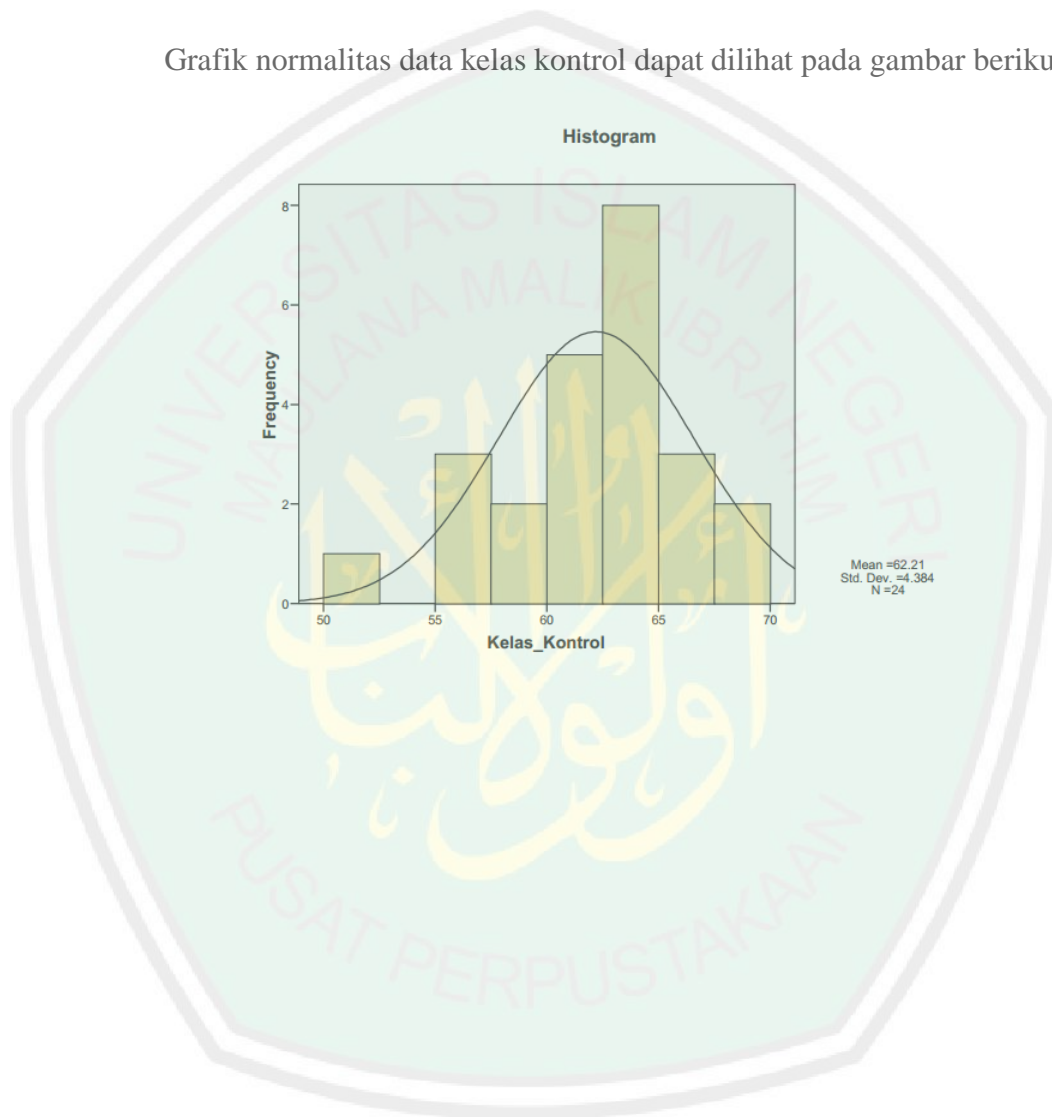 Grafik normalitas data kelas kontrol dapat dilihat pada gambar beriku
Histogram
8
6
4
2
0
Frequency
50 55 60 65 70
Kelas_Kontrol
Mean =62.21
Std. Dev. =4.384
N =24
UNIVERSITAS ISLAM NEGERI
MAULANA MALIK IBRAHIM
PUSAT PERPUSTAKAAN